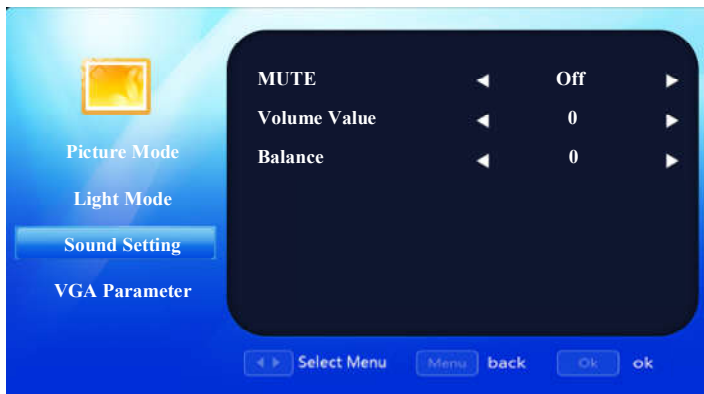 MUTE Off
Volume Value 0
Balance 0
Picture Mode
Light Mode
Sound Setting
VGA Parameter
Select Menu Menu back Ok ok